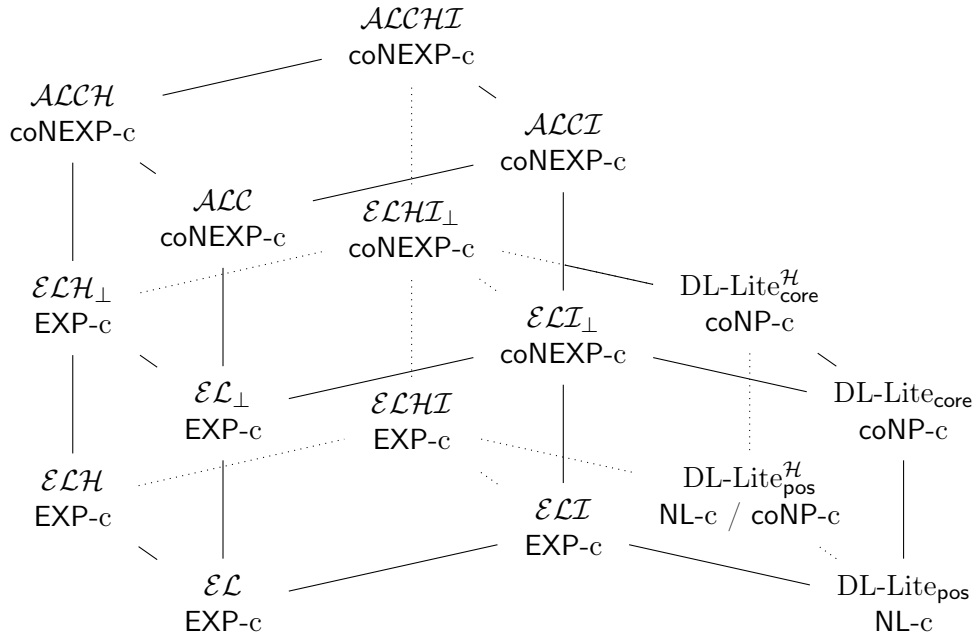 𝒜ℒ𝒞ℋℐ
coNEXP-c
𝒜ℒ𝒞ℋ
coNEXP-c
𝒜ℒ𝒞ℐ
coNEXP-c
𝒜ℒ𝒞
coNEXP-c
ℰℒℋℐ⊥
coNEXP-c
ℰℒℋ⊥
EXP-c
DL-Lite^ℋ_core
coNP-c
ℰℒℐ⊥
coNEXP-c
ℰℒ⊥
EXP-c
ℰℒℋℐ
EXP-c
DL-Lite_core
coNP-c
ℰℒℋ
EXP-c
DL-Lite^ℋ_pos
NL-c / coNP-c
ℰℒℐ
EXP-c
ℰℒ
EXP-c
DL-Lite_pos
NL-c